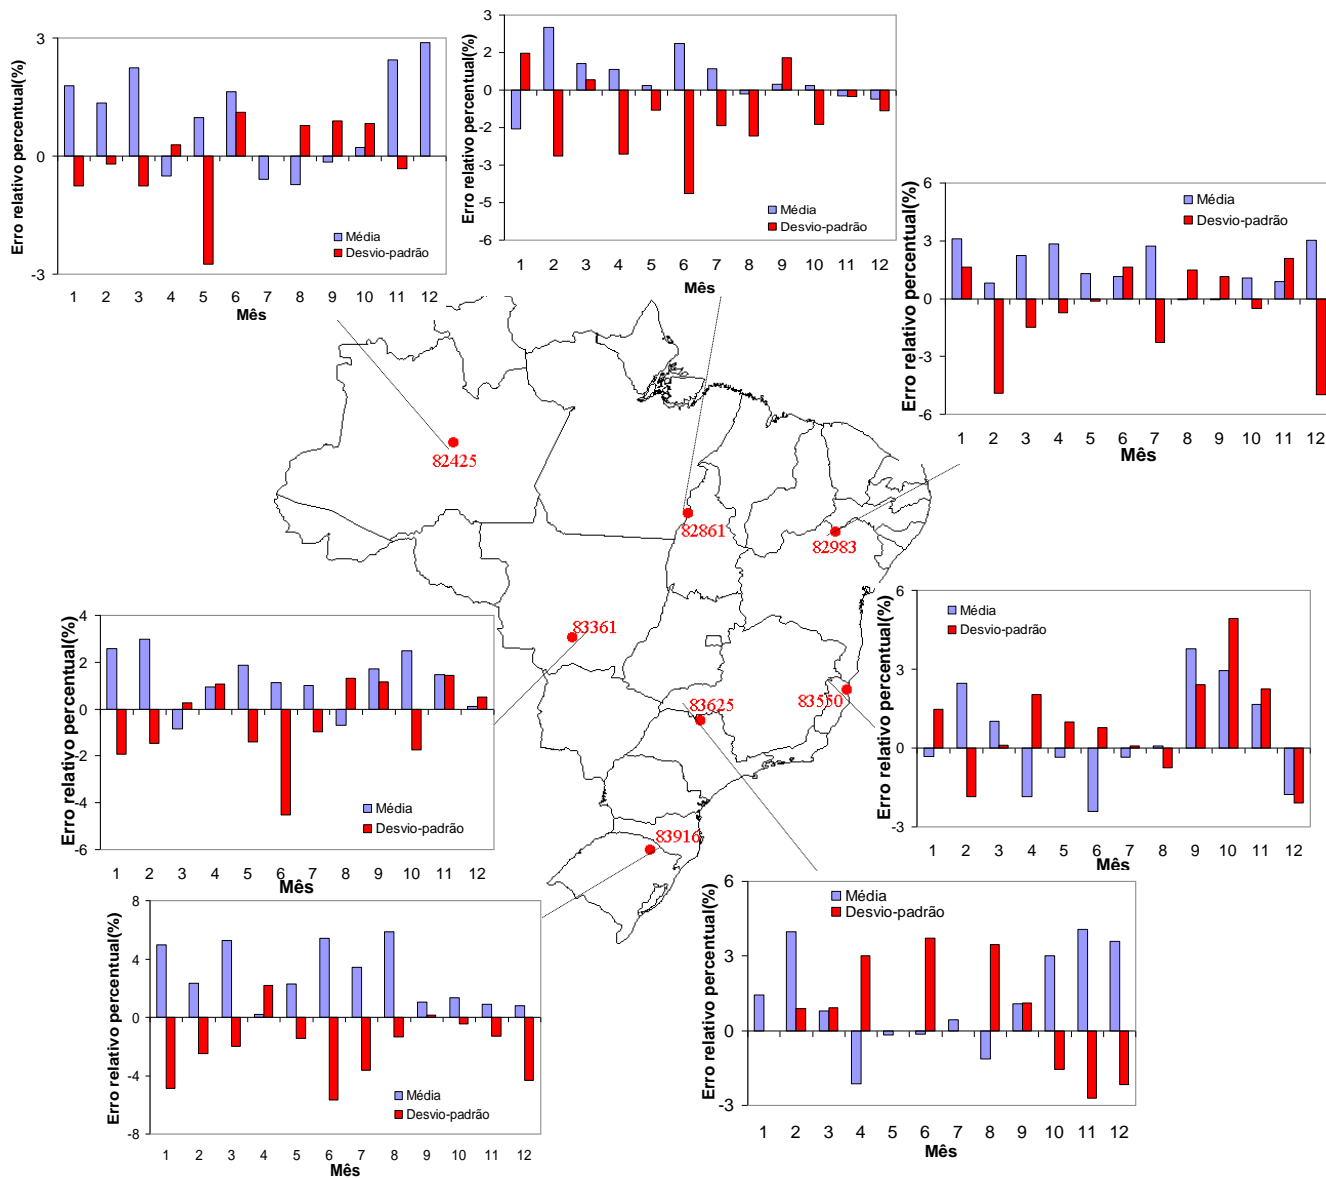 Erro relativo percentual(%)
3
0
-3
Média
Desvio-padrão
1 2 3 4 5 6 7 8 9 10 11 12
Mês
Erro relativo percentual(%)
3
2
0
-2
-3
-5
-6
Média
Desvio-padrão
1 2 3 4 5 6 7 8 9 10 11 12
Mês
Erro relativo percentual(%)
6
3
0
-3
-6
Média
Desvio-padrão
1 2 3 4 5 6 7 8 9 10 11 12
Mês
82425
82861
82983
83361
83625
83550
83916
Erro relativo percentual(%)
4
2
0
-2
-4
-6
Média
Desvio-padrão
1 2 3 4 5 6 7 8 9 10 11 12
Mês
Erro relativo percentual(%)
6
3
0
-3
Média
Desvio-padrão
1 2 3 4 5 6 7 8 9 10 11 12
Mês
Erro relativo percentual(%)
8
4
0
-4
-8
Média
Desvio-padrão
1 2 3 4 5 6 7 8 9 10 11 12
Mês
Erro relativo percentual(%)
6
3
0
-3
Média
Desvio-padrão
1 2 3 4 5 6 7 8 9 10 11 12
Mês